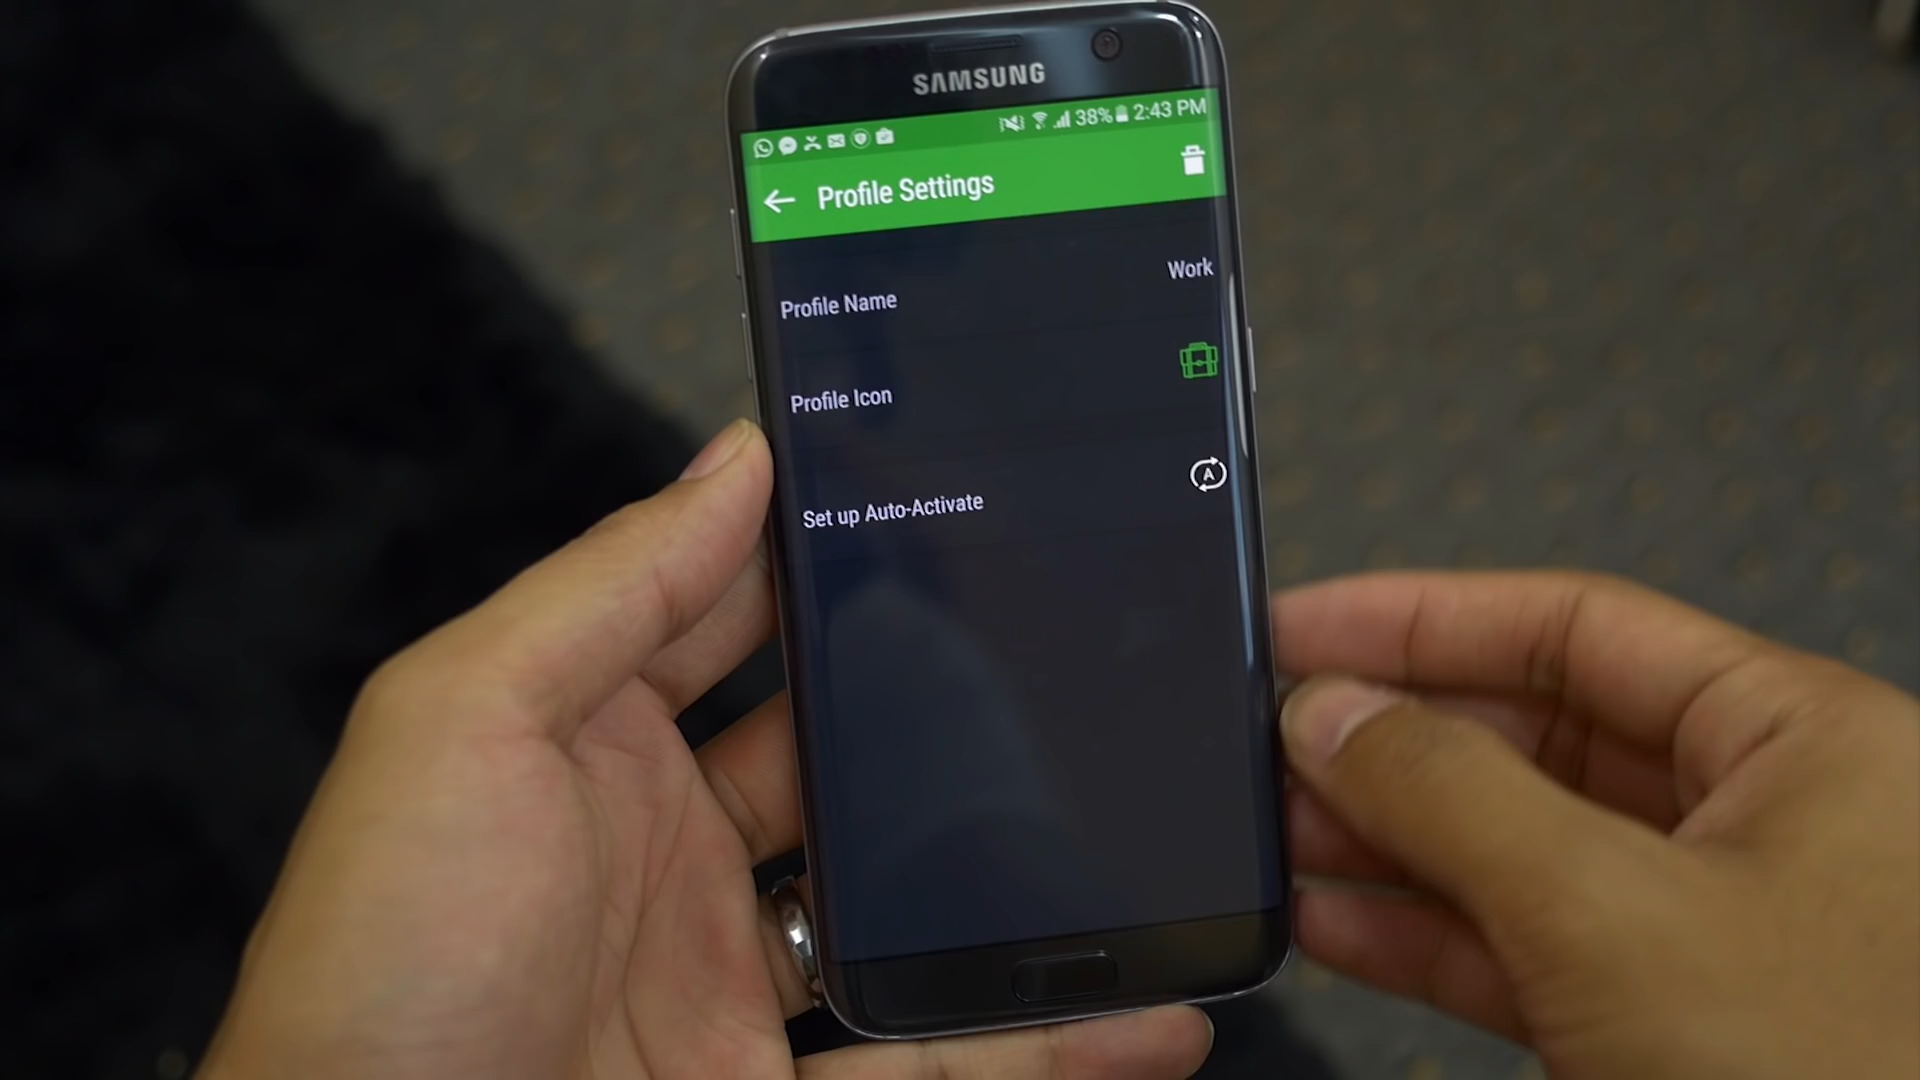 SAMSUNG
38% 2:43 PM
Profile Settings
Work
Profile Name
Profile Icon
A
Set up Auto-Activate